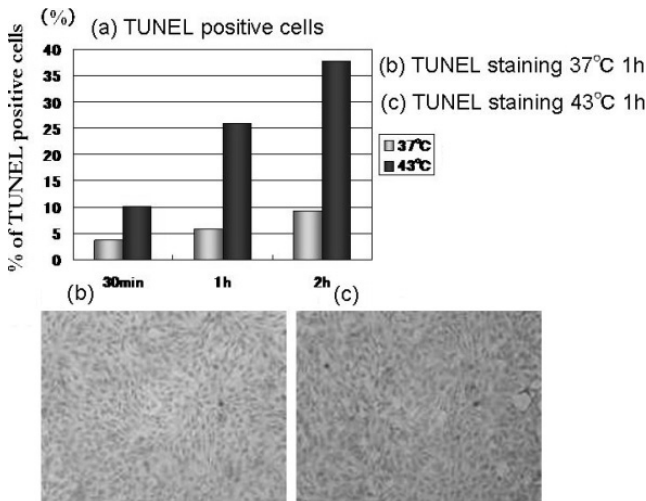 (%)
(a) TUNEL positive cells
% of TUNEL positive cells
40
35
30
25
20
15
10
5
0
30min 1h 2h
(b) TUNEL staining 37℃ 1h
(c) TUNEL staining 43℃ 1h
37℃
43℃
(b) (c)